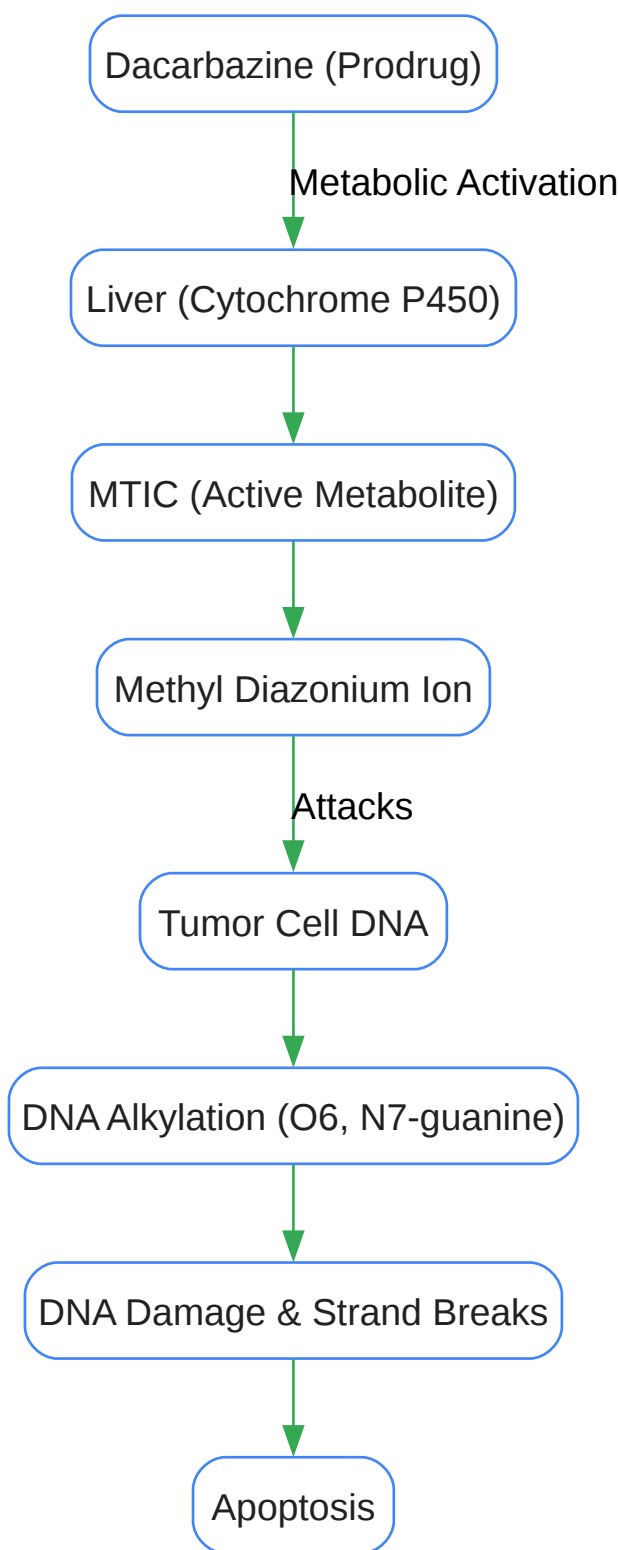 Dacarbazine (Prodrug)
Metabolic Activation
Liver (Cytochrome P450)
MTIC (Active Metabolite)
Methyl Diazonium Ion
Attacks
Tumor Cell DNA
DNA Alkylation (O6, N7-guanine)
DNA Damage & Strand Breaks
Apoptosis